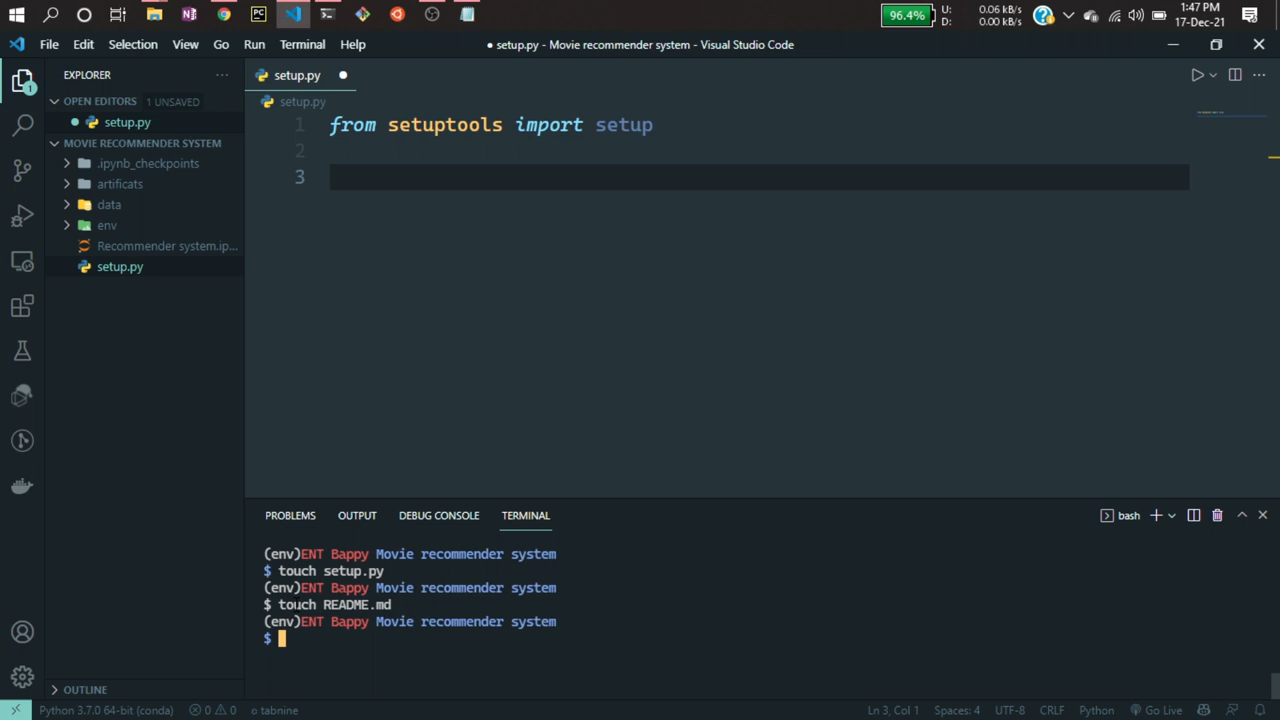 96.4%
U: 0.06 kB/s
D: 0.00 kB/s
1:47 PM
17-Dec-21
File Edit Selection View Go Run Terminal Help
● setup.py - Movie recommender system - Visual Studio Code
EXPLORER
setup.py
OPEN EDITORS 1 UNSAVED
setup.py
setup.py
MOVIE RECOMMENDER SYSTEM
.ipynb_checkpoints
artificats
data
env
Recommender system.ip...
setup.py
1 from setuptools import setup
2
3
PROBLEMS OUTPUT DEBUG CONSOLE TERMINAL
bash
(env)ENT Bappy Movie recommender system
$ touch setup.py
(env)ENT Bappy Movie recommender system
$ touch README.md
(env)ENT Bappy Movie recommender system
$
OUTLINE
Python 3.7.0 64-bit (conda) 0 0 tabnine
Ln 3, Col 1 Spaces: 4 UTF-8 CRLF Python Go Live